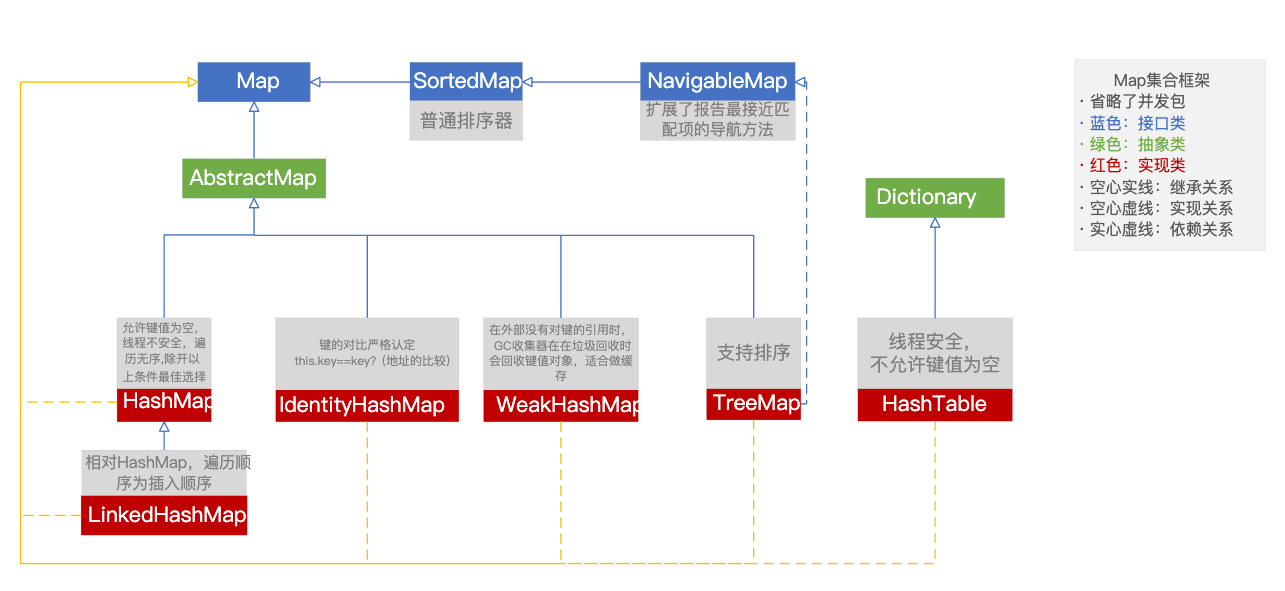 Map
SortedMap
普通排序器
NavigableMap
扩展了报告最接近匹
配项的导航方法
Map集合框架
· 省略了并发包
· 蓝色：接口类
· 绿色：抽象类
· 红色：实现类
· 空心实线：继承关系
· 空心虚线：实现关系
· 实心虚线：依赖关系
AbstractMap
Dictionary
允许键值为空，
线程不安全，遍
历无序,除开以
上条件最佳选择
HashMap
键的对比严格认定
this.key==key?（地址的比较）
IdentityHashMap
在外部没有对键的引用时，
GC收集器在在垃圾回收时
会回收键值对象，适合做缓
存
WeakHashMap
支持排序
TreeMap
线程安全，
不允许键值为空
HashTable
相对HashMap，遍历顺
序为插入顺序
LinkedHashMap